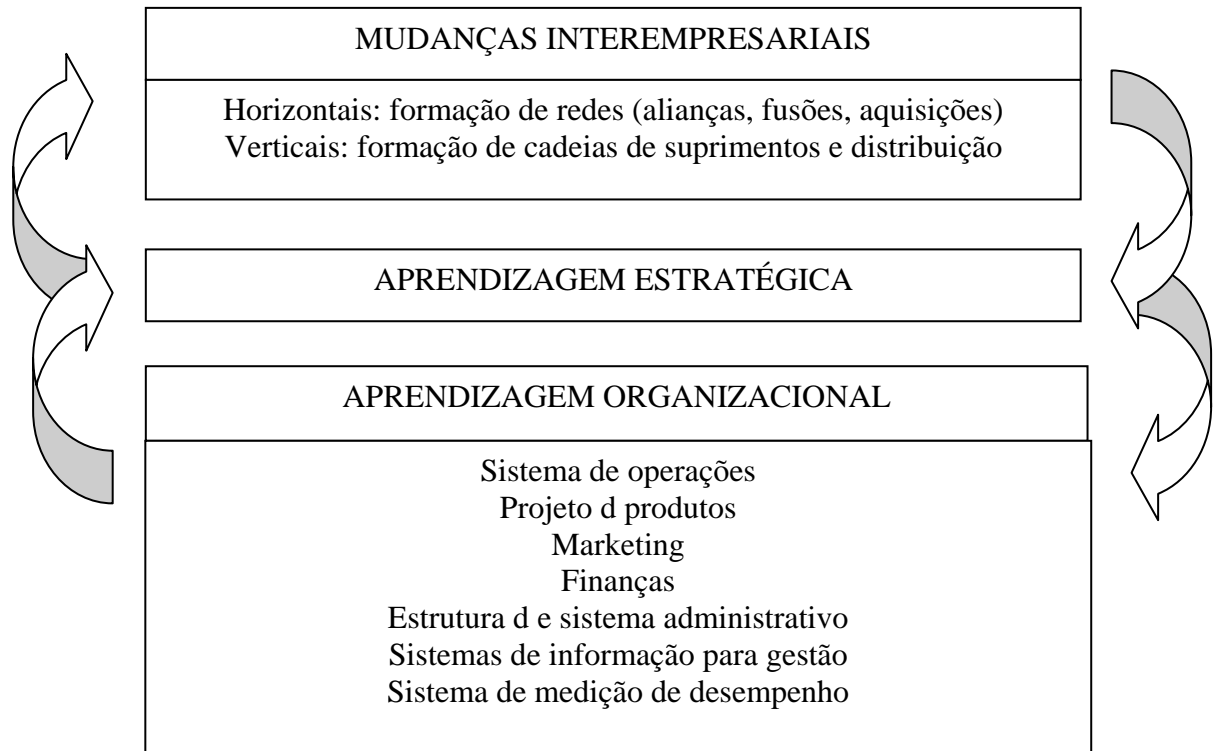 MUDANÇAS INTEREMPRESARIAIS
Horizontais: formação de redes (alianças, fusões, aquisições)
Verticais: formação de cadeias de suprimentos e distribuição
APRENDIZAGEM ESTRATÉGICA
APRENDIZAGEM ORGANIZACIONAL
Sistema de operações
Projeto d produtos
Marketing
Finanças
Estrutura d e sistema administrativo
Sistemas de informação para gestão
Sistema de medição de desempenho